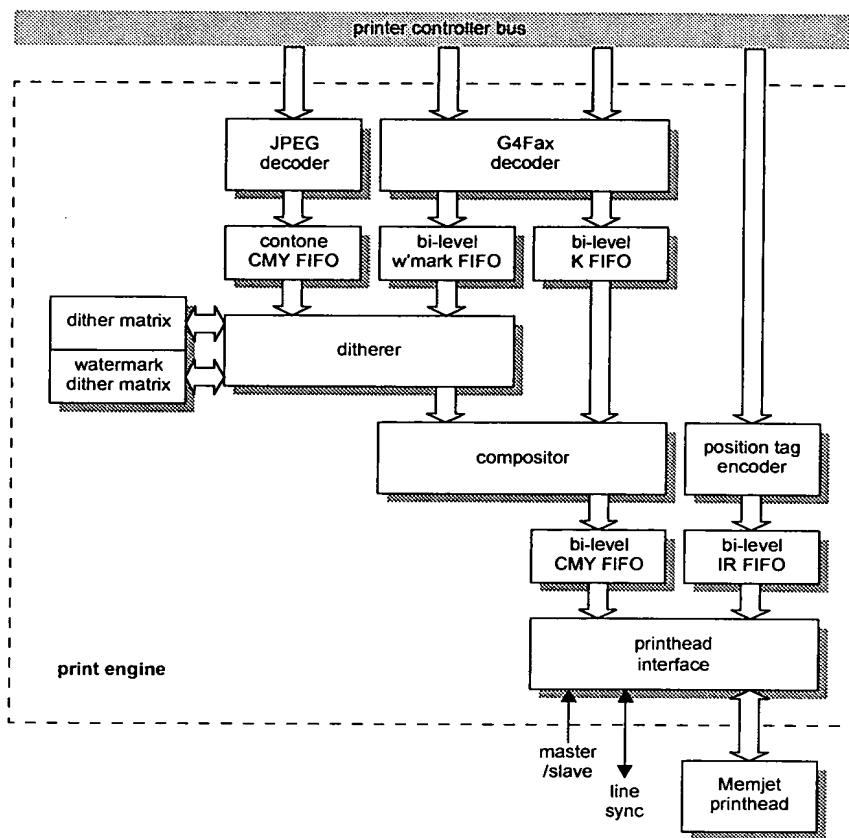 printer controller bus
JPEG
decoder
G4Fax
decoder
contone
CMY FIFO
bi-level
w'mark FIFO
bi-level
K FIFO
dither matrix
watermark
dither matrix
ditherer
compositor
position tag
encoder
bi-level
CMY FIFO
bi-level
IR FIFO
printhead
interface
print engine
master
/slave
line
sync
Memjet
printhead